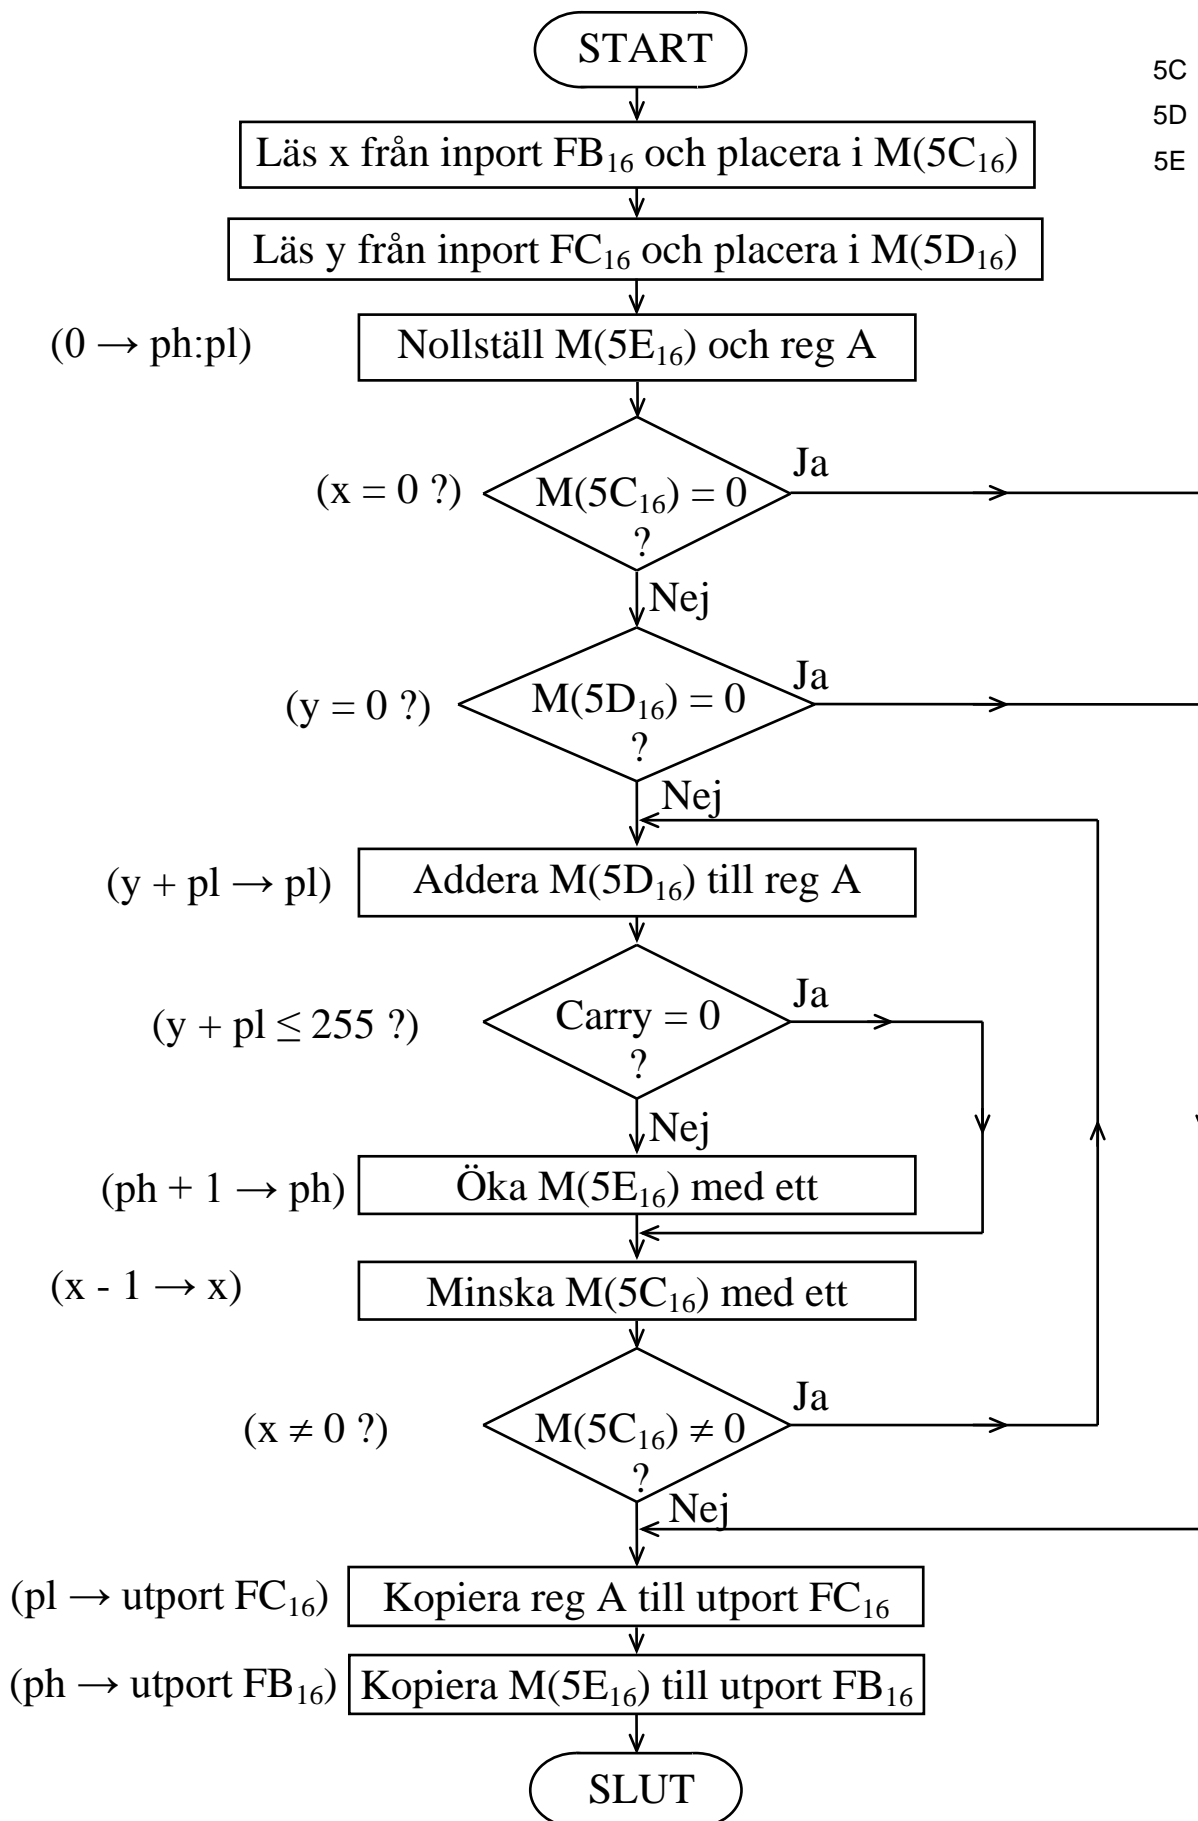 START
5C
5D
5E
Läs x från inport FB₁₆ och placera i M(5C₁₆)
Läs y från inport FC₁₆ och placera i M(5D₁₆)
(0 → ph:pl)
Nollställ M(5E₁₆) och reg A
(x = 0 ?)
M(5C₁₆) = 0
?
Ja
Nej
(y = 0 ?)
M(5D₁₆) = 0
?
Ja
Nej
(y + pl → pl)
Addera M(5D₁₆) till reg A
(y + pl ≤ 255 ?)
Carry = 0
?
Ja
Nej
(ph + 1 → ph)
Öka M(5E₁₆) med ett
(x - 1 → x)
Minska M(5C₁₆) med ett
(x ≠ 0 ?)
M(5C₁₆) ≠ 0
?
Ja
Nej
(pl → utport FC₁₆)
Kopiera reg A till utport FC₁₆
(ph → utport FB₁₆)
Kopiera M(5E₁₆) till utport FB₁₆
SLUT